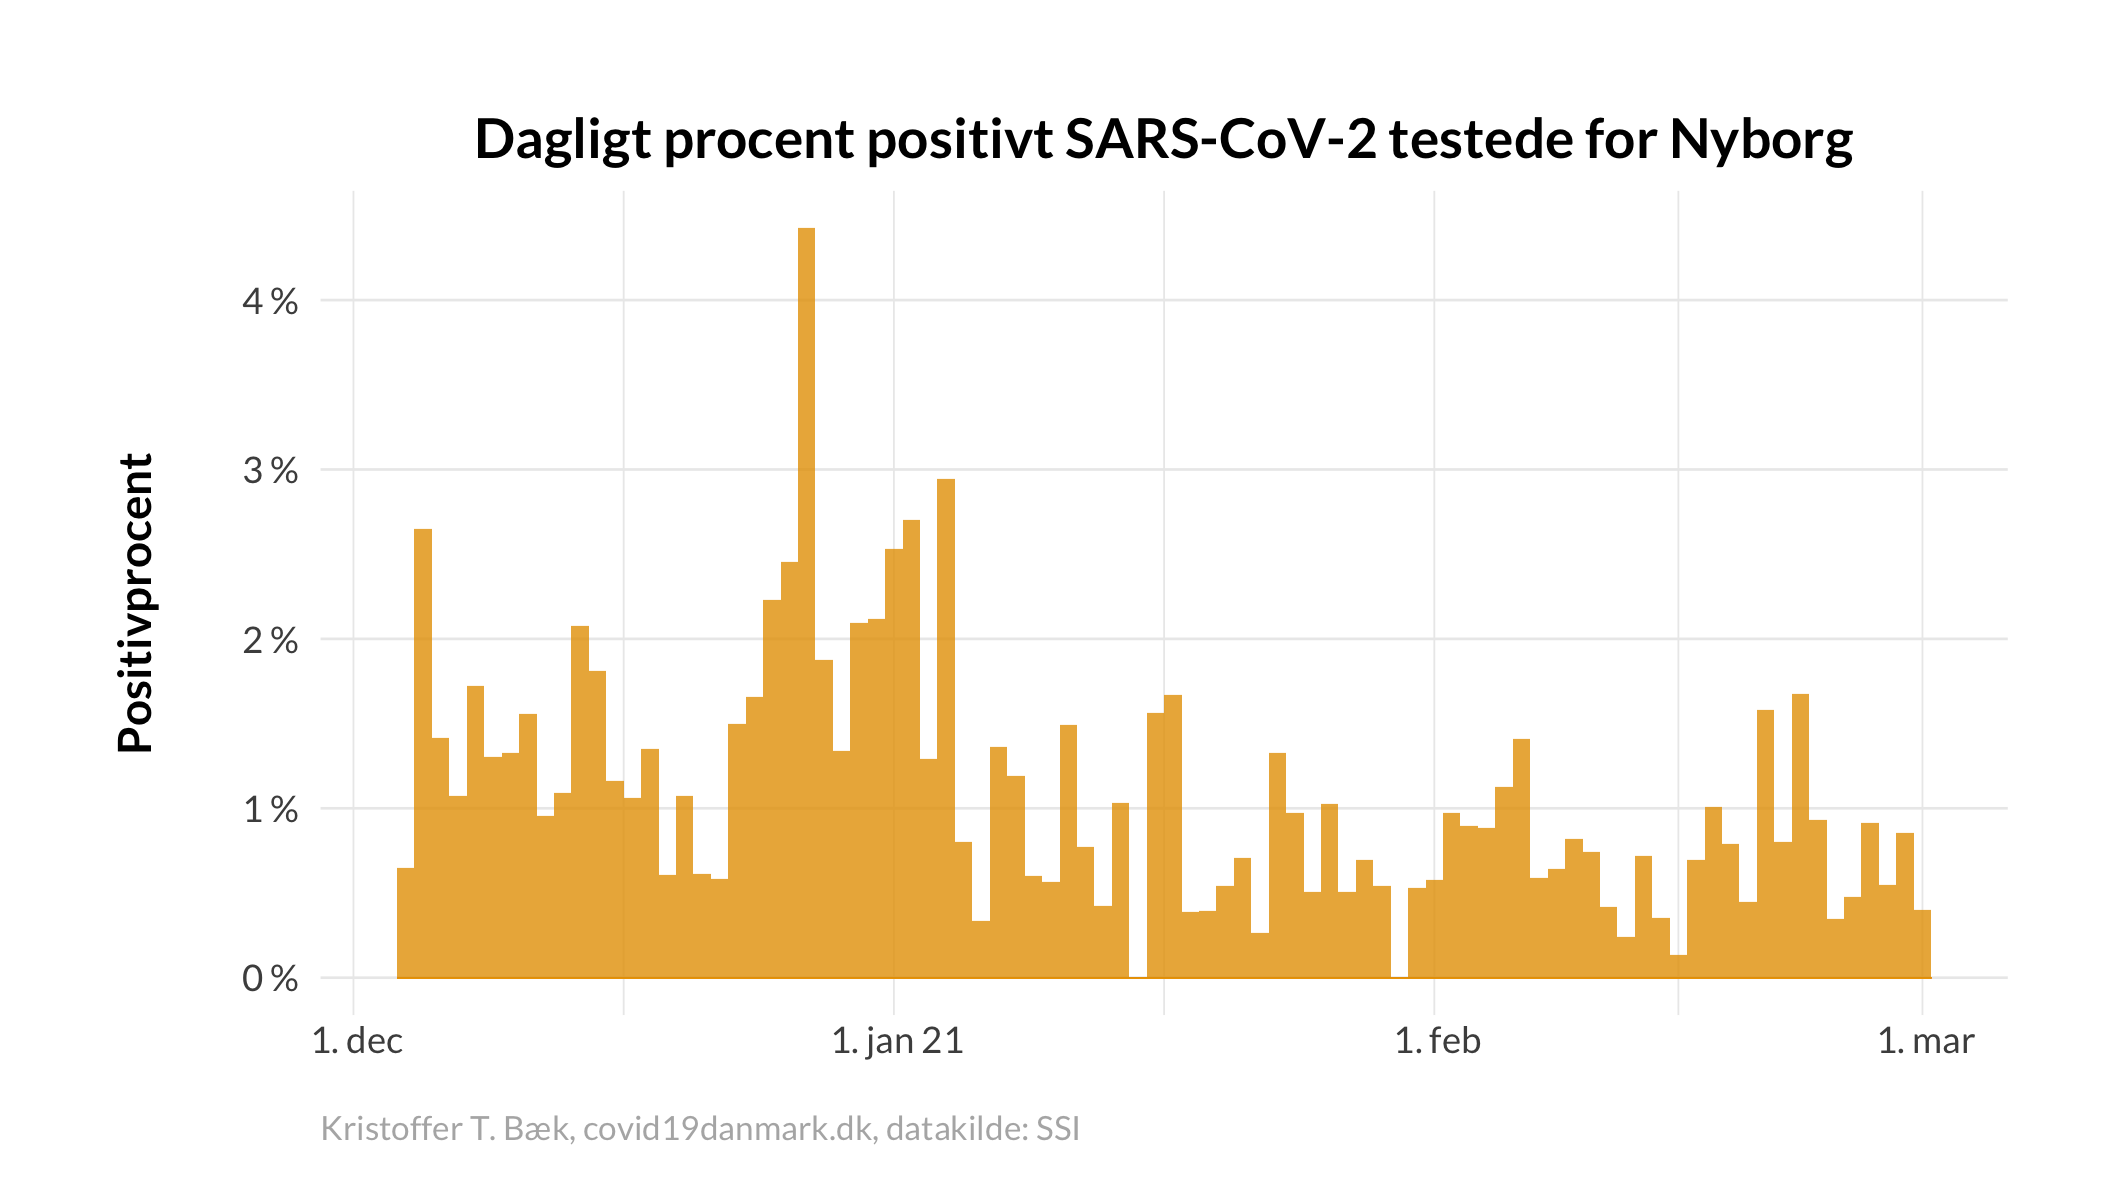 Dagligt procent positivt SARS-CoV-2 testede for Nyborg
Positivprocent
4 %
3 %
2 %
1 %
0 %
1. dec
1. jan 21
1. feb
1. mar
Kristoffer T. Bæk, covid19danmark.dk, datakilde: SSI